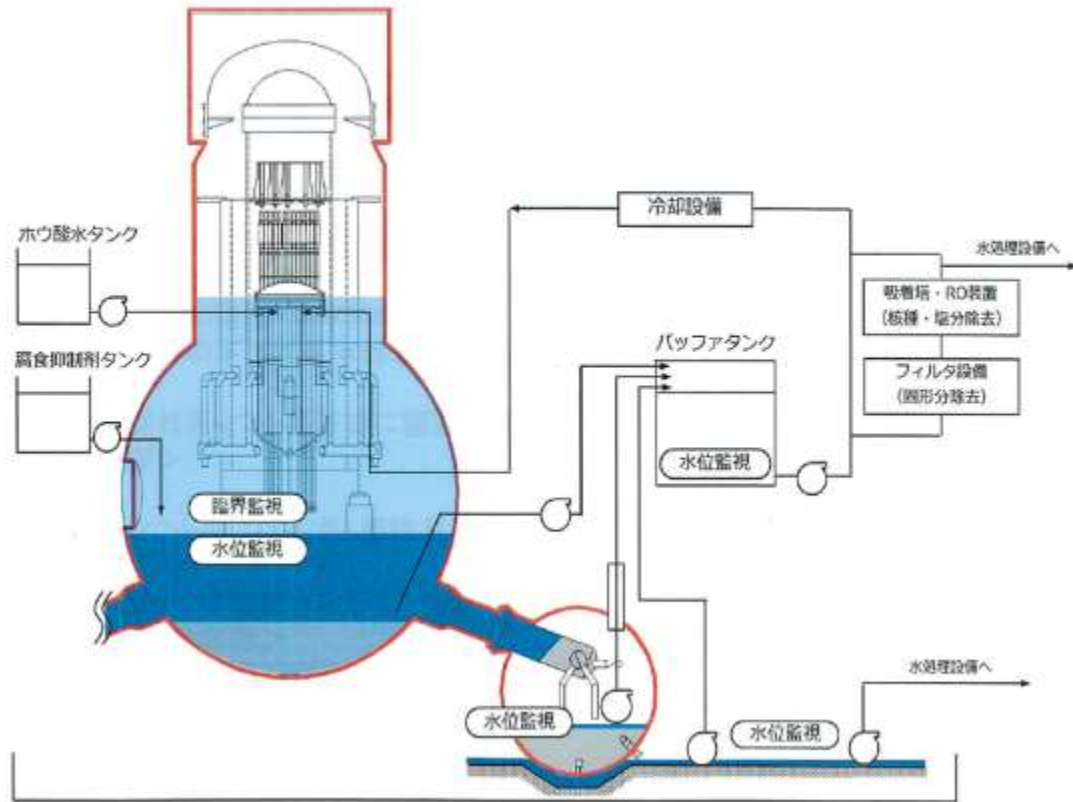 冷却設備
ホウ酸水タンク
水処理設備へ
吸着塔・RO装置
(核種・塩分除去)
バッファタンク
腐食抑制剤タンク
フィルタ設備
(固形分除去)
水位監視
臨界監視
水位監視
水処理設備へ
水位監視
水位監視